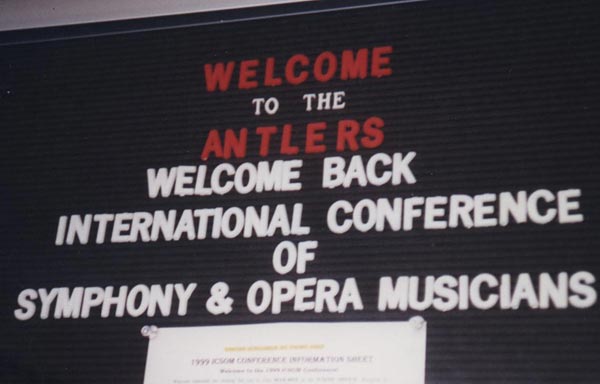 WELCOME
TO THE
ANTLERS
WELCOME BACK
INTERNATIONAL CONFERENCE
OF
SYMPHONY & OPERA MUSICIANS
1999 ICSOM CONFERENCE INFORMATION SHEET
Welcome to the 1999 ICSOM Conference!